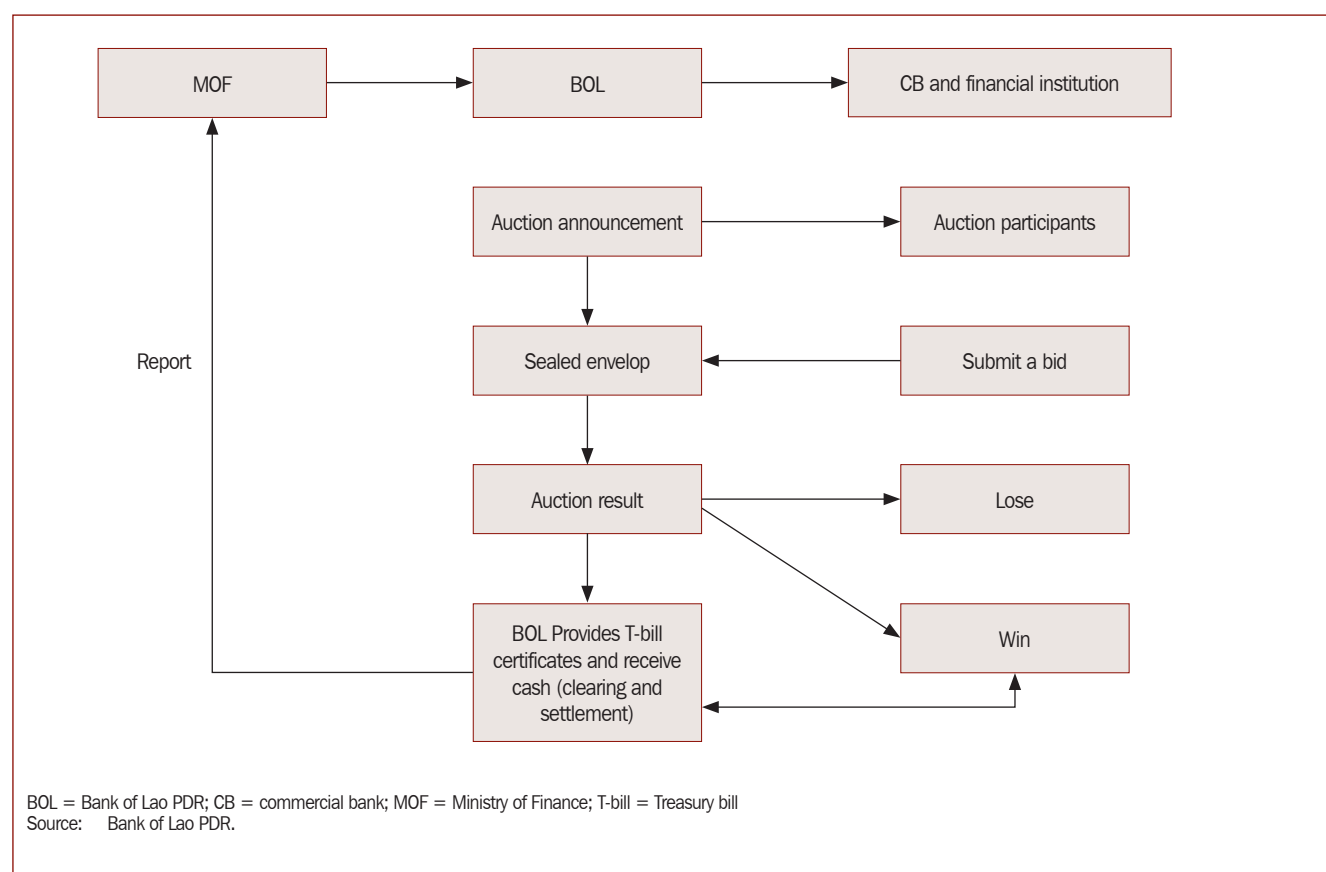 MOF
BOL
CB and financial institution
Auction announcement
Auction participants
Report
Sealed envelop
Submit a bid
Auction result
Lose
BOL Provides T-bill
certificates and receive
cash (clearing and
settlement)
Win
BOL = Bank of Lao PDR; CB = commercial bank; MOF = Ministry of Finance; T-bill = Treasury bill
Source: Bank of Lao PDR.